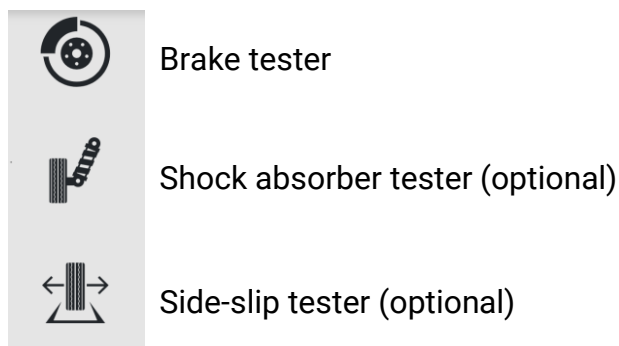 Brake tester
Shock absorber tester (optional)
Side-slip tester (optional)